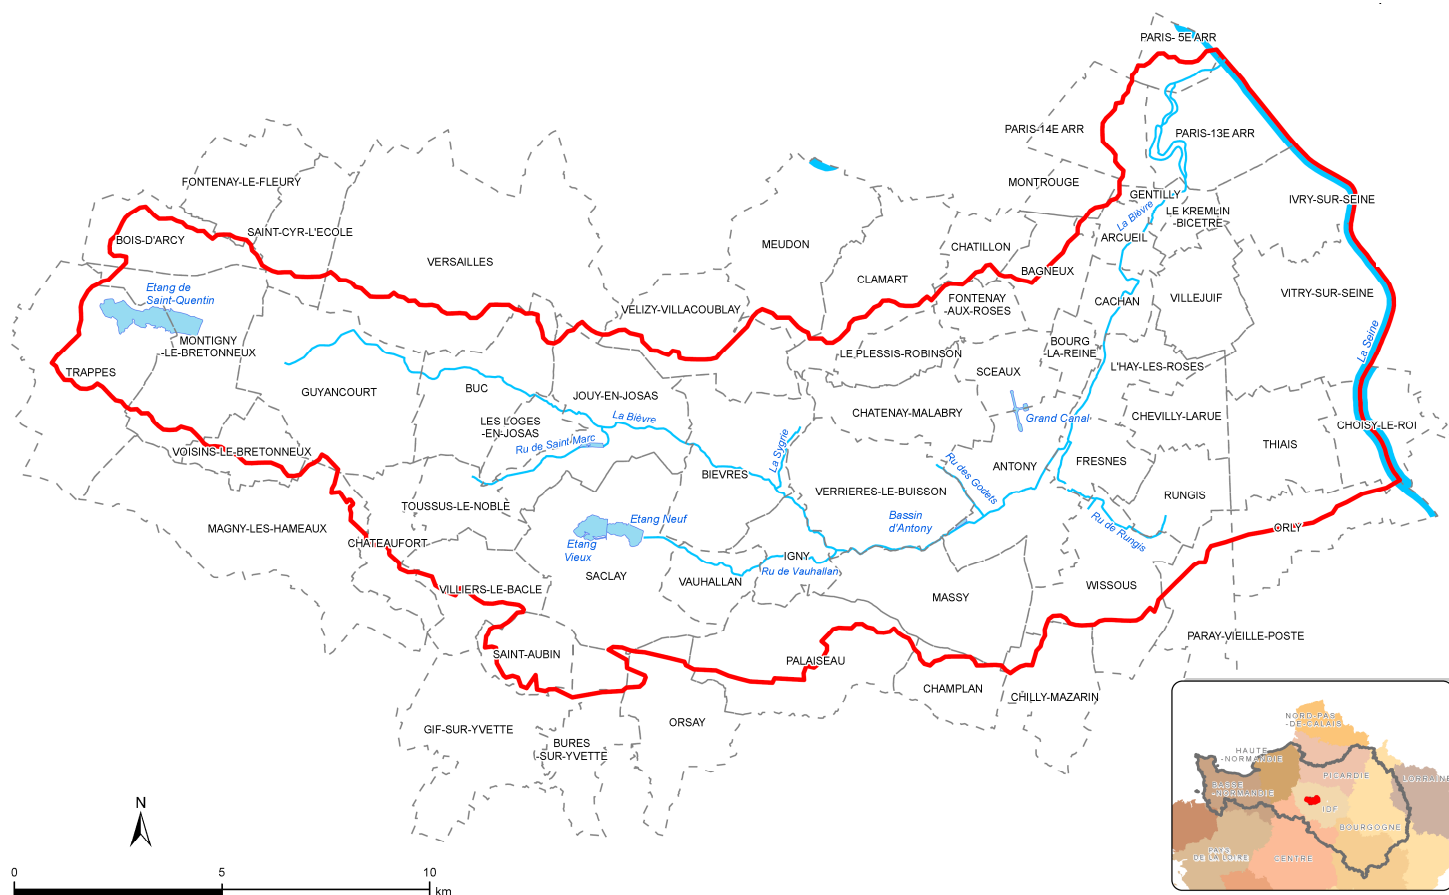 PARIS- 5E ARR
PARIS-14E ARR
PARIS-13E ARR
FONTENAY-LE-FLEURY
MONTROUGE
GENTILLY
IVRY-SUR-SEINE
La Bièvre
LE KREMLIN
-BICETRE
BOIS-D'ARCY
SAINT-CYR-L'ECOLE
ARCUEIL
MEUDON
CHATILLON
VERSAILLES
BAGNEUX
CLAMART
Etang de
Saint-Quentin
FONTENAY
-AUX-ROSES
CACHAN
VILLEJUIF
VITRY-SUR-SEINE
VELIZY-VILLACOUBLAY
MONTIGNY
-LE-BRETONNEUX
BOURG
-LA-REINE
La Seine
LE PLESSIS-ROBINSON
TRAPPES
SCEAUX
L'HAY-LES-ROSES
GUYANCOURT
BUC
JOUY-EN-JOSAS
La Bièvre
CHATENAY-MALABRY
Grand Canal
CHEVILLY-LARUE
CHOISY-LE-ROI
LES LOGES
-EN-JOSAS
Ru de Saint-Marc
La Sygrie
THIAIS
VOISINS-LE-BRETONNEUX
BIEVRES
Ru des Godets
ANTONY
FRESNES
VERRIERES-LE-BUISSON
RUNGIS
TOUSSUS-LE-NOBLE
Bassin
d'Antony
Etang Neuf
Ru de Rungis
MAGNY-LES-HAMEAUX
ORLY
CHATEAUFORT
Etang
Vieux
IGNY
Ru de Vauhallan
SACLAY
VAUHALLAN
WISSOUS
VILLIERS-LE-BACLE
MASSY
PARAY-VIEILLE-POSTE
SAINT-AUBIN
PALAISEAU
CHAMPLAN
CHILLY-MAZARIN
GIF-SUR-YVETTE
ORSAY
BURES
-SUR-YVETTE
NORD-PAS
-DE-CALAIS
HAUTE
-NORMANDIE
PICARDIE
LORRAINE
BASSE
-NORMANDIE
IDF
BOURGOGNE
PAYS
DE LA LOIRE
CENTRE
N
0 5 10
km